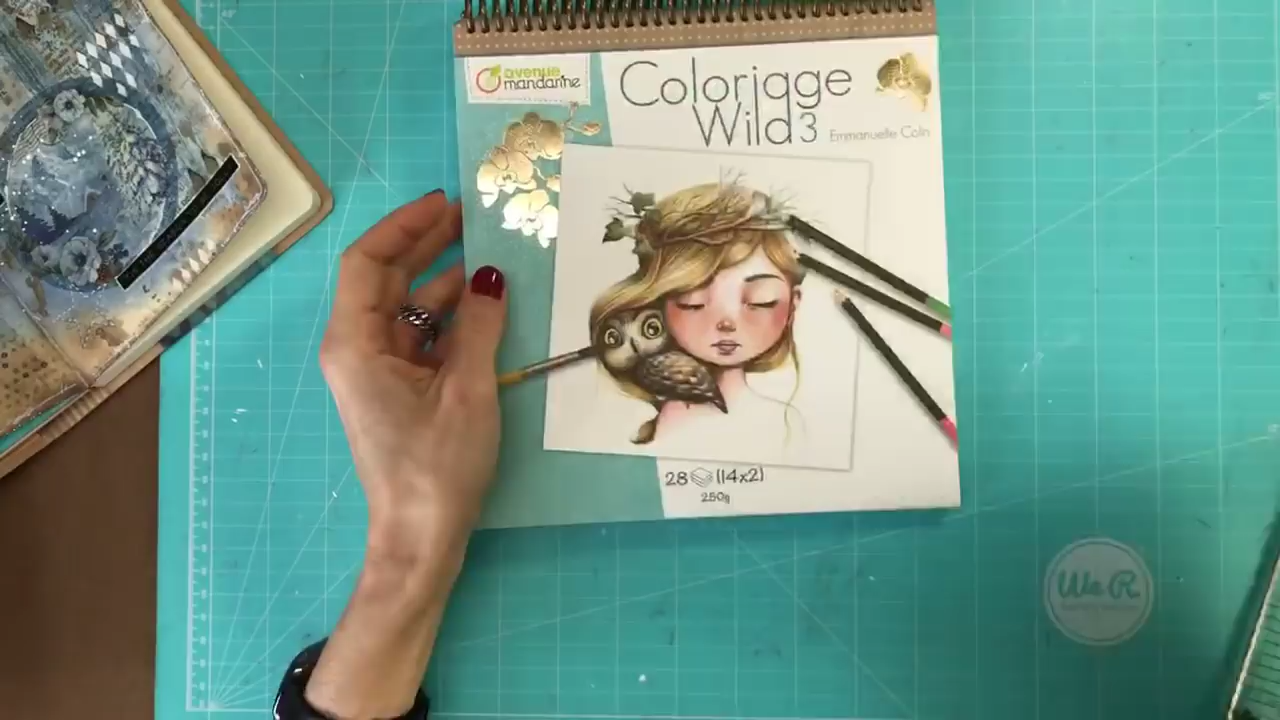 avenue
mandarine
Coloriage
Wild 3
Emmanuelle Colin
28 (14x2)
250g
We R